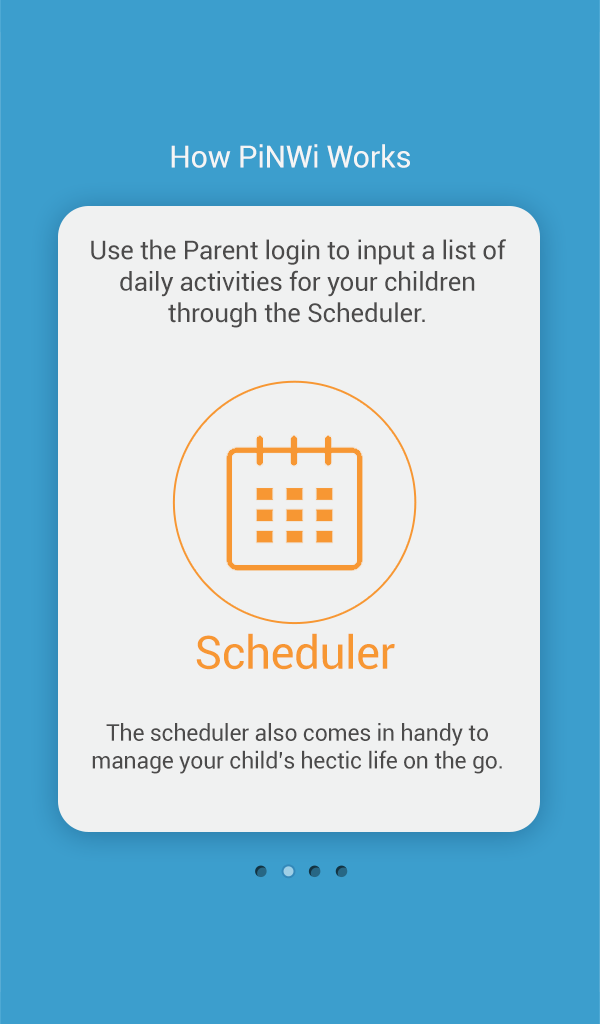 How PiNWi Works
Use the Parent login to input a list of
daily activities for your children
through the Scheduler.
Scheduler
The scheduler also comes in handy to
manage your child's hectic life on the go.